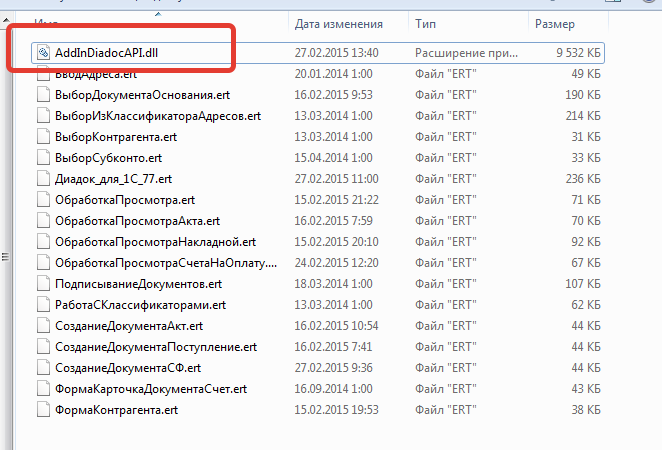 Имя Дата изменения Тип Размер
AddInDiadocAPI.dll 27.02.2015 13:40 Расширение при... 9 532 КБ
ВводАдреса.ert 20.01.2014 1:00 Файл "ERT" 49 КБ
ВыборДокументаОснования.ert 16.02.2015 9:53 Файл "ERT" 190 КБ
ВыборИзКлассификатораАдресов.ert 13.03.2014 1:00 Файл "ERT" 214 КБ
ВыборКонтрагента.ert 13.03.2014 1:00 Файл "ERT" 31 КБ
ВыборСубконто.ert 15.04.2014 1:00 Файл "ERT" 33 КБ
Диадок_для_1С_77.ert 27.02.2015 11:00 Файл "ERT" 236 КБ
ОбработкаПросмотра.ert 15.02.2015 21:22 Файл "ERT" 71 КБ
ОбработкаПросмотраАкта.ert 16.02.2015 7:59 Файл "ERT" 70 КБ
ОбработкаПросмотраНакладной.ert 15.02.2015 20:10 Файл "ERT" 92 КБ
ОбработкаПросмотраСчетаНаОплату.... 24.02.2015 12:20 Файл "ERT" 67 КБ
ПодписываниеДокументов.ert 18.03.2014 1:00 Файл "ERT" 107 КБ
РаботаСКлассификаторами.ert 13.03.2014 1:00 Файл "ERT" 62 КБ
СозданиеДокументаАкт.ert 16.02.2015 10:54 Файл "ERT" 44 КБ
СозданиеДокументаПоступление.ert 16.02.2015 7:41 Файл "ERT" 44 КБ
СозданиеДокументаСФ.ert 27.02.2015 9:36 Файл "ERT" 44 КБ
ФормаКарточкаДокументаСчет.ert 16.09.2014 1:00 Файл "ERT" 43 КБ
ФормаКонтрагента.ert 15.02.2015 19:53 Файл "ERT" 38 КБ